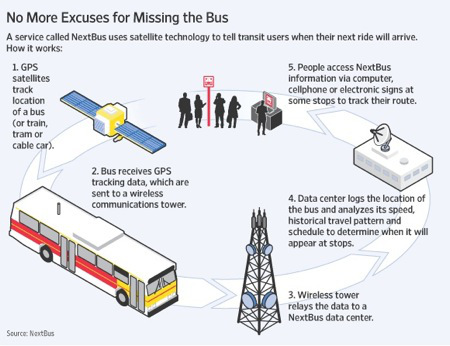 No More Excuses for Missing the Bus
A service called NextBus uses satellite technology to tell transit users when their next ride will arrive.
How it works:
1. GPS
satellites
track
location
of a bus
(or train,
tram or
cable car).
2. Bus receives GPS
tracking data, which are
sent to a wireless
communications tower.
3. Wireless tower
relays the data to a
NextBus data center.
4. Data center logs the location of
the bus and analyzes its speed,
historical travel pattern and
schedule to determine when it will
appear at stops.
5. People access NextBus
information via computer,
cellphone or electronic signs at
some stops to track their route.
Source: NextBus